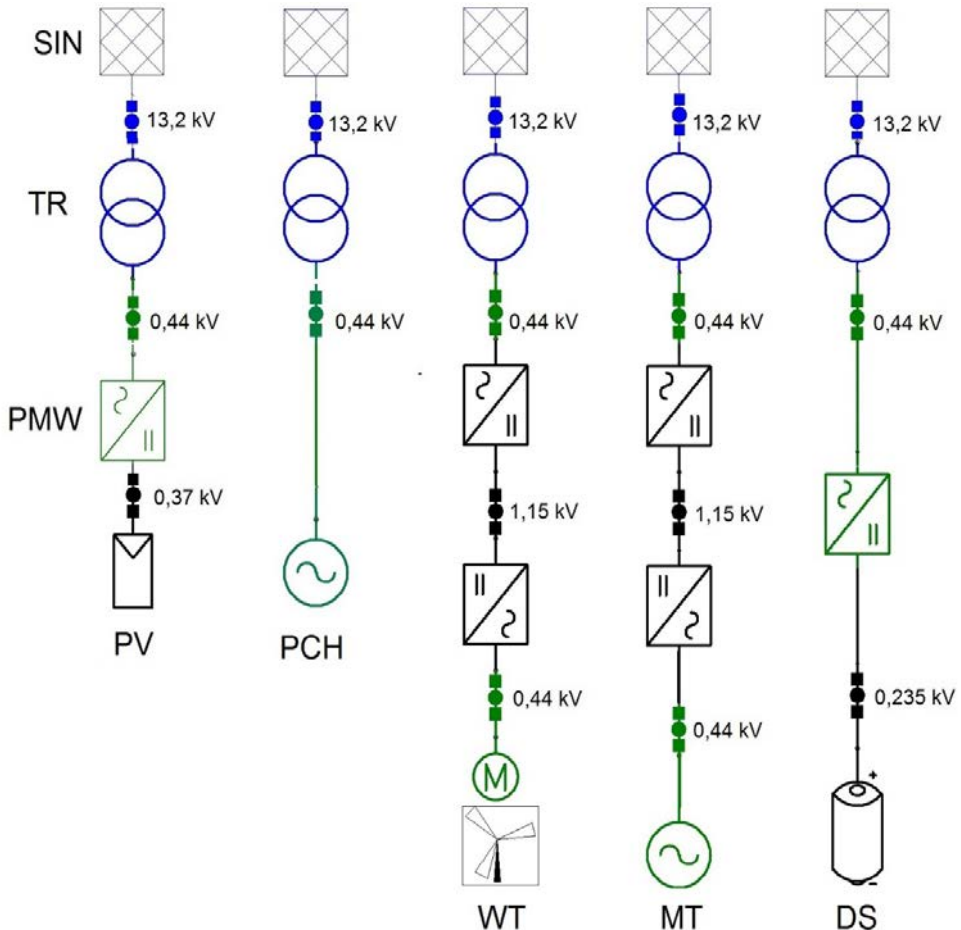 SIN
13,2 kV 13,2 kV 13,2 kV 13,2 kV 13,2 kV
TR
0,44 kV 0,44 kV 0,44 kV 0,44 kV 0,44 kV
PMW
0,37 kV 1,15 kV 1,15 kV
PV PCH
0,44 kV 0,44 kV 0,235 kV
M
+
-
WT MT DS